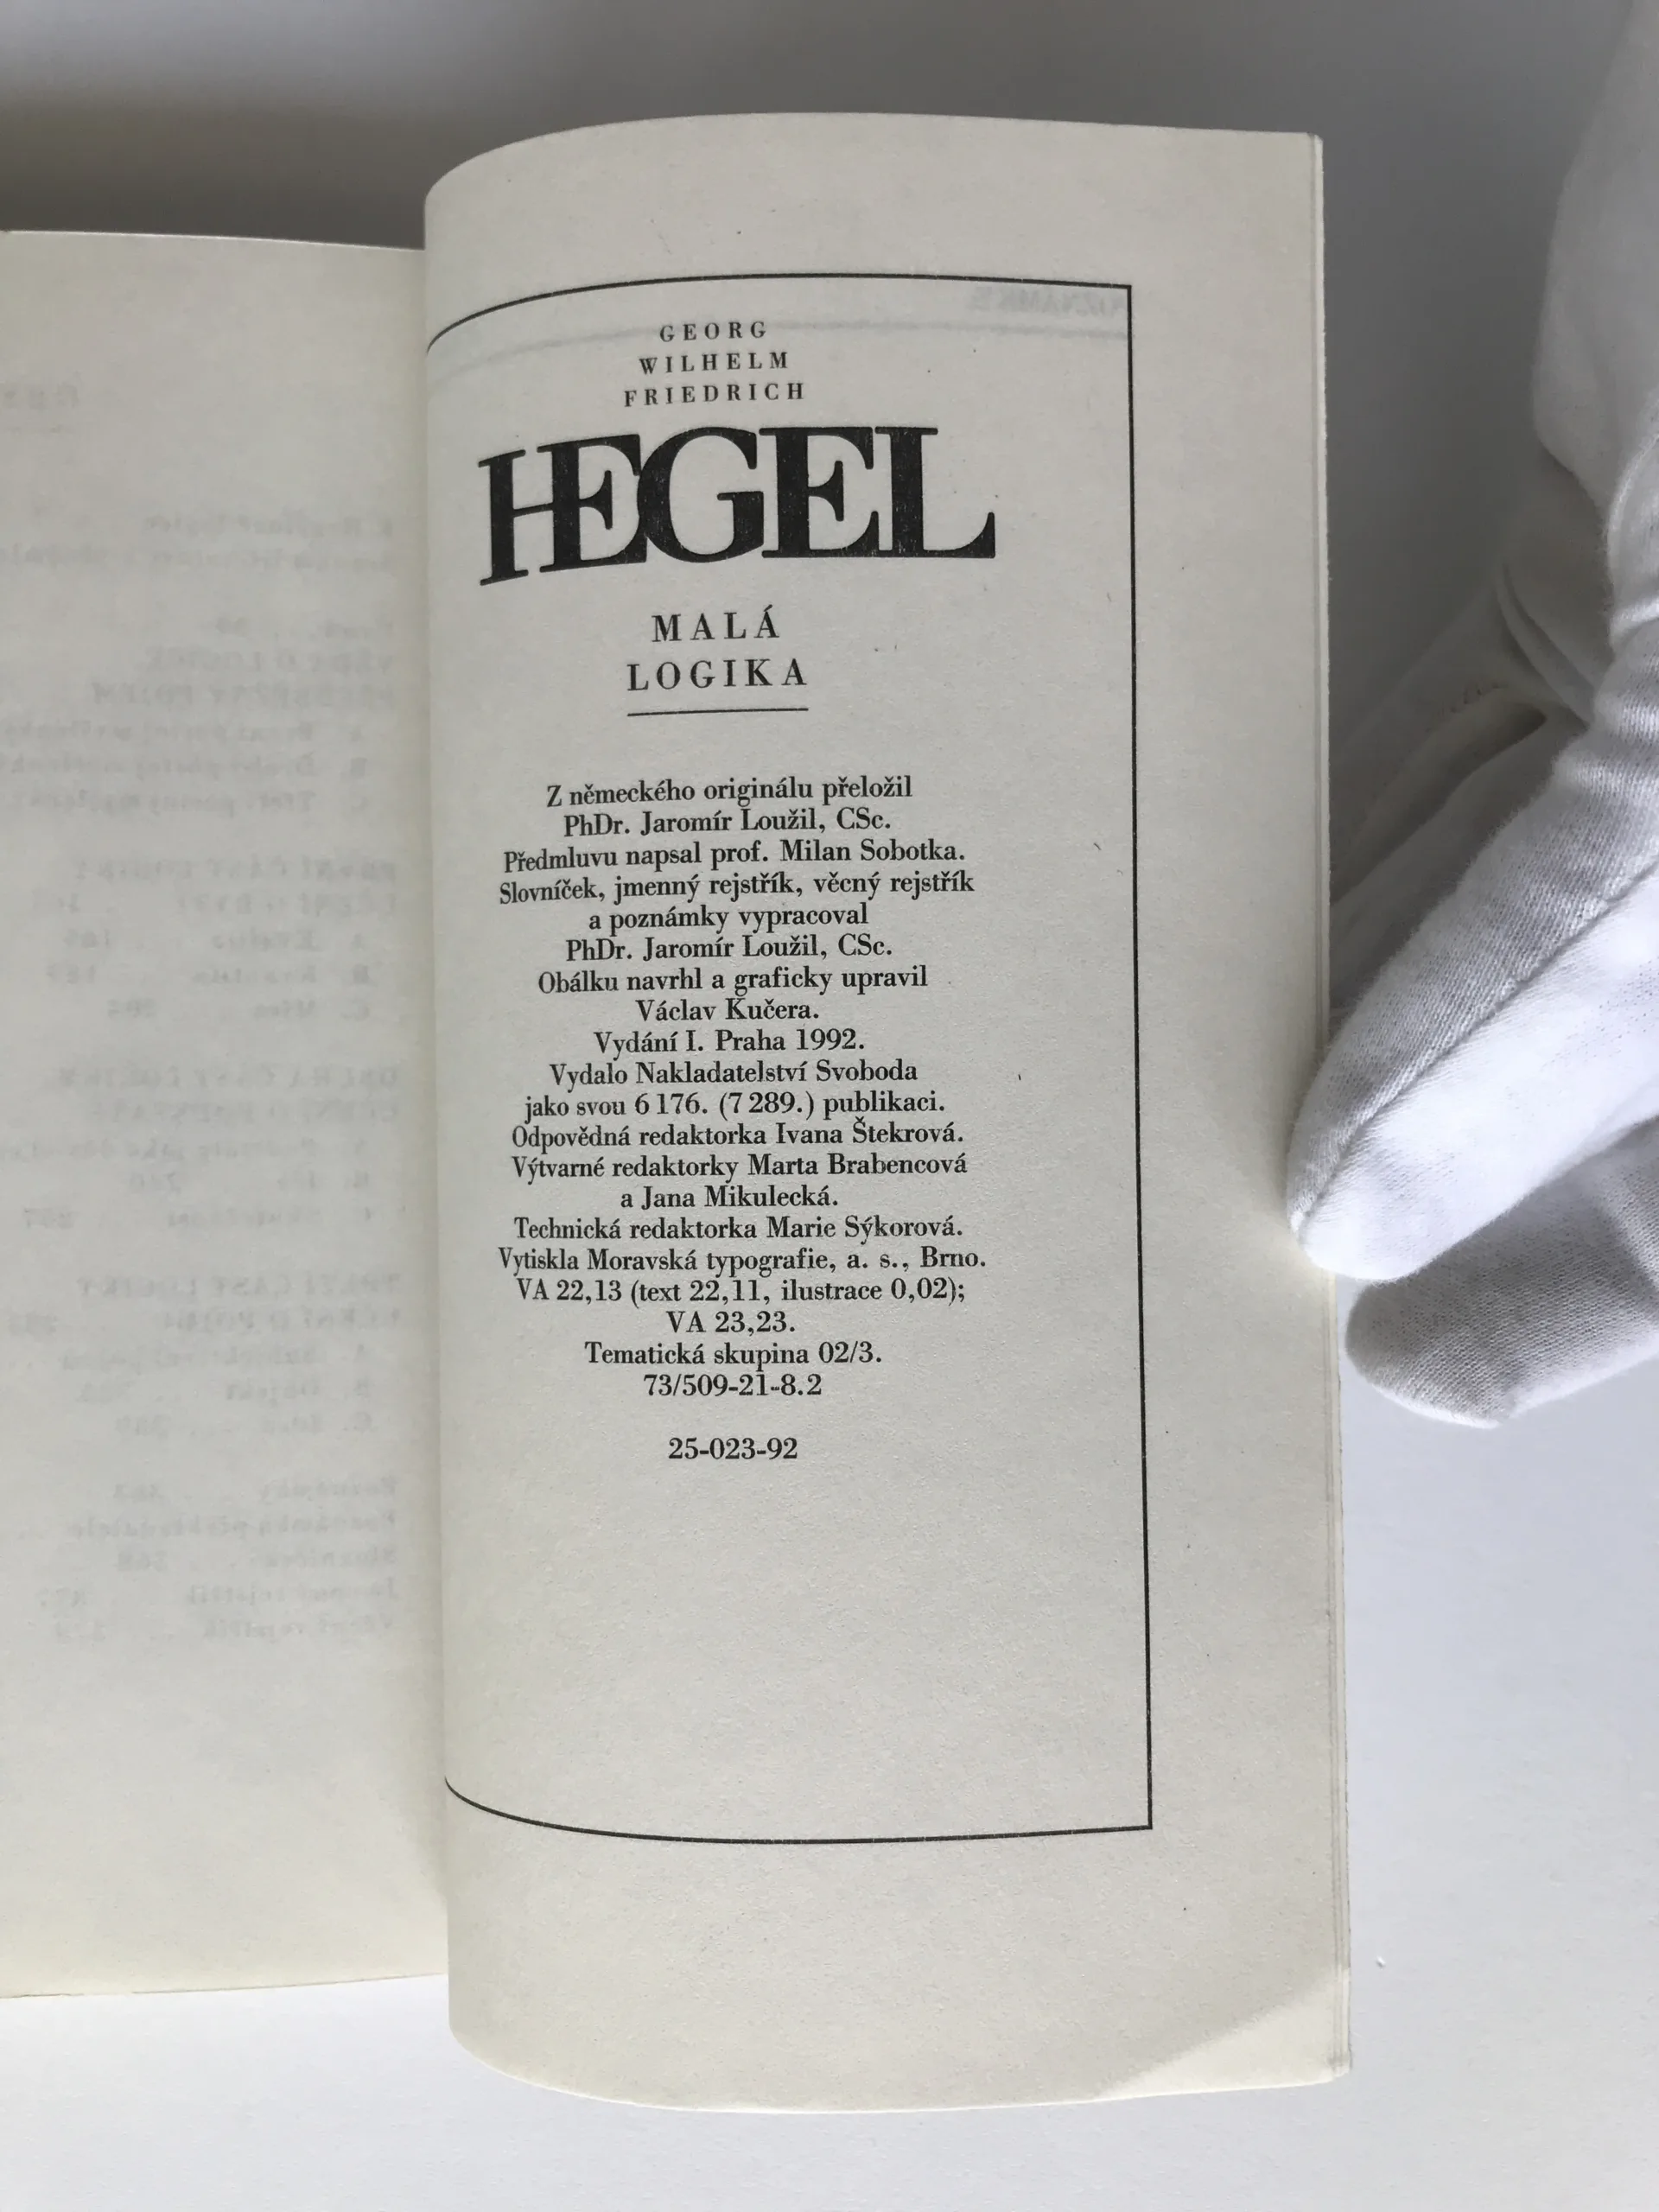 GEORG
WILHELM
FRIEDRICH
HEGEL
MALÁ
LOGIKA
Z německého originálu přeložil
PhDr. Jaromír Loužil, CSc.
Předmluvu napsal prof. Milan Sobotka.
Slovníček, jmenný rejstřík, věcný rejstřík
a poznámky vypracoval
PhDr. Jaromír Loužil, CSc.
Obálku navrhl a graficky upravil
Václav Kučera.
Vydání I. Praha 1992.
Vydalo Nakladatelství Svoboda
jako svou 6 176. (7 289.) publikaci.
Odpovědná redaktorka Ivana Štekrová.
Výtvarné redaktorky Marta Brabencová
a Jana Mikulecká.
Technická redaktorka Marie Sýkorová.
Vytiskla Moravská typografie, a. s., Brno.
VA 22,13 (text 22,11, ilustrace 0,02);
VA 23,23.
Tematická skupina 02/3.
73/509-21-8.2
25-023-92